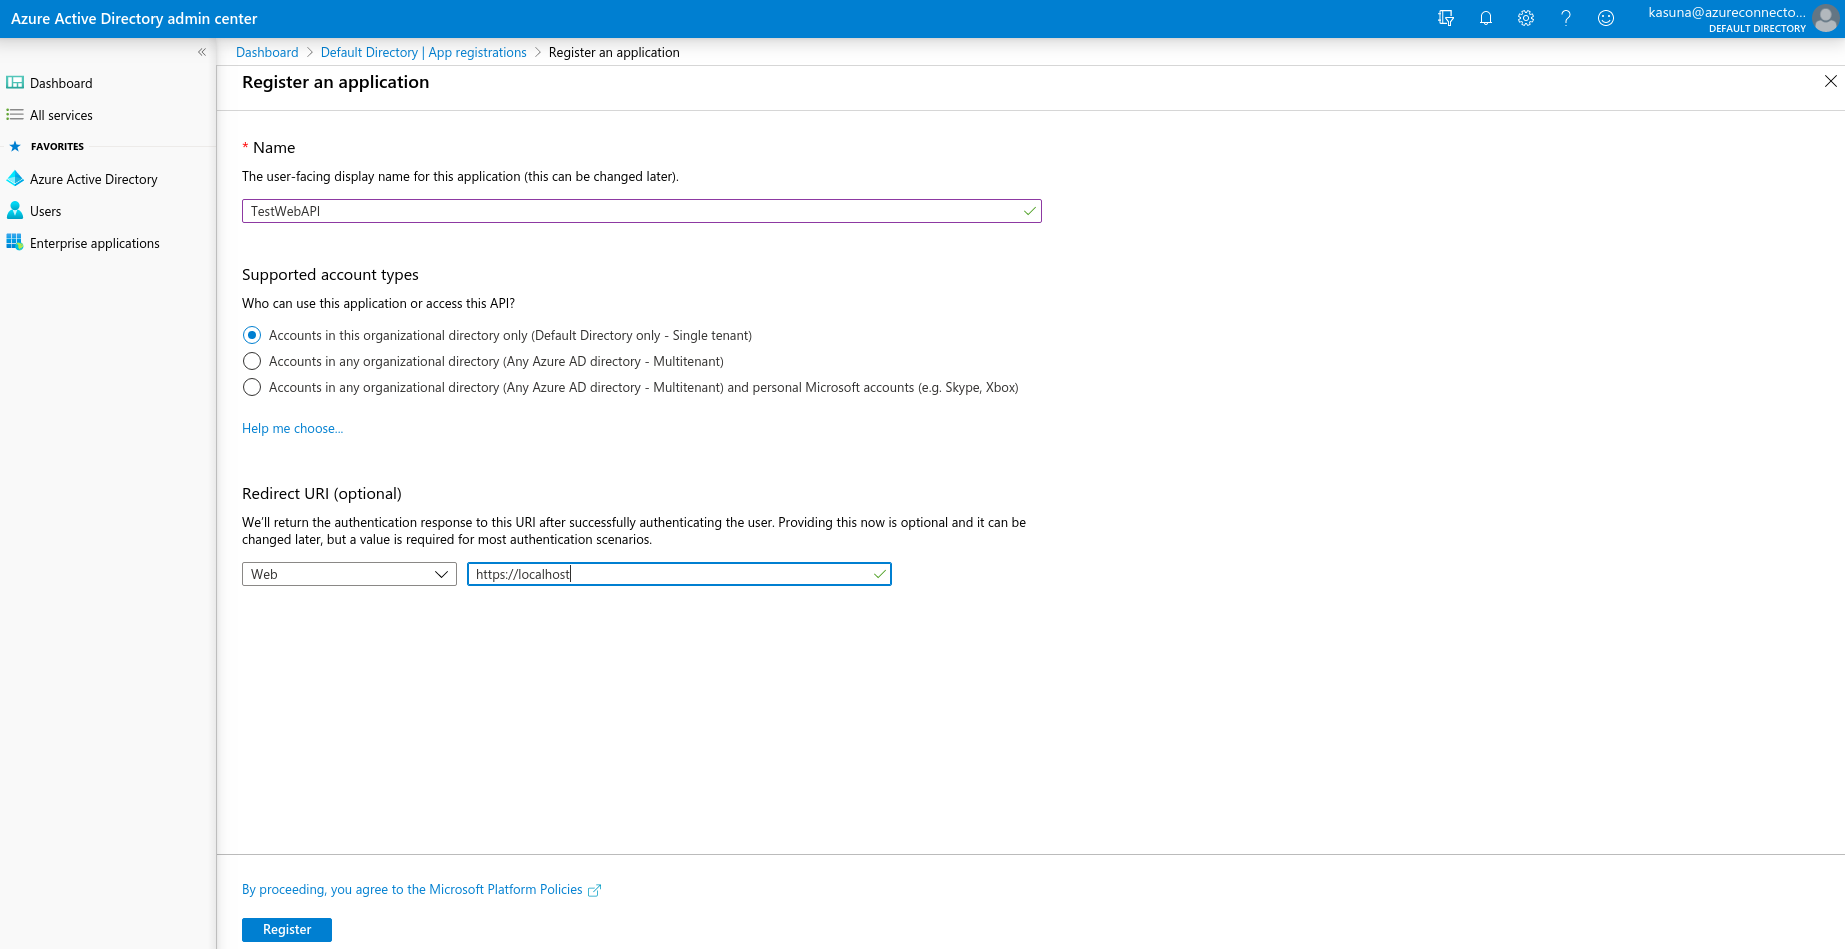 Azure Active Directory admin center
kasuna@azureconnecto...
DEFAULT DIRECTORY
«
Dashboard
All services
FAVORITES
Azure Active Directory
Users
Enterprise applications
Dashboard > Default Directory | App registrations > Register an application
Register an application
* Name
The user-facing display name for this application (this can be changed later).
TestWebAPI
Supported account types
Who can use this application or access this API?
Accounts in this organizational directory only (Default Directory only - Single tenant)
Accounts in any organizational directory (Any Azure AD directory - Multitenant)
Accounts in any organizational directory (Any Azure AD directory - Multitenant) and personal Microsoft accounts (e.g. Skype, Xbox)
Help me choose...
Redirect URI (optional)
We'll return the authentication response to this URI after successfully authenticating the user. Providing this now is optional and it can be
changed later, but a value is required for most authentication scenarios.
Web
https://localhost
By proceeding, you agree to the Microsoft Platform Policies
Register